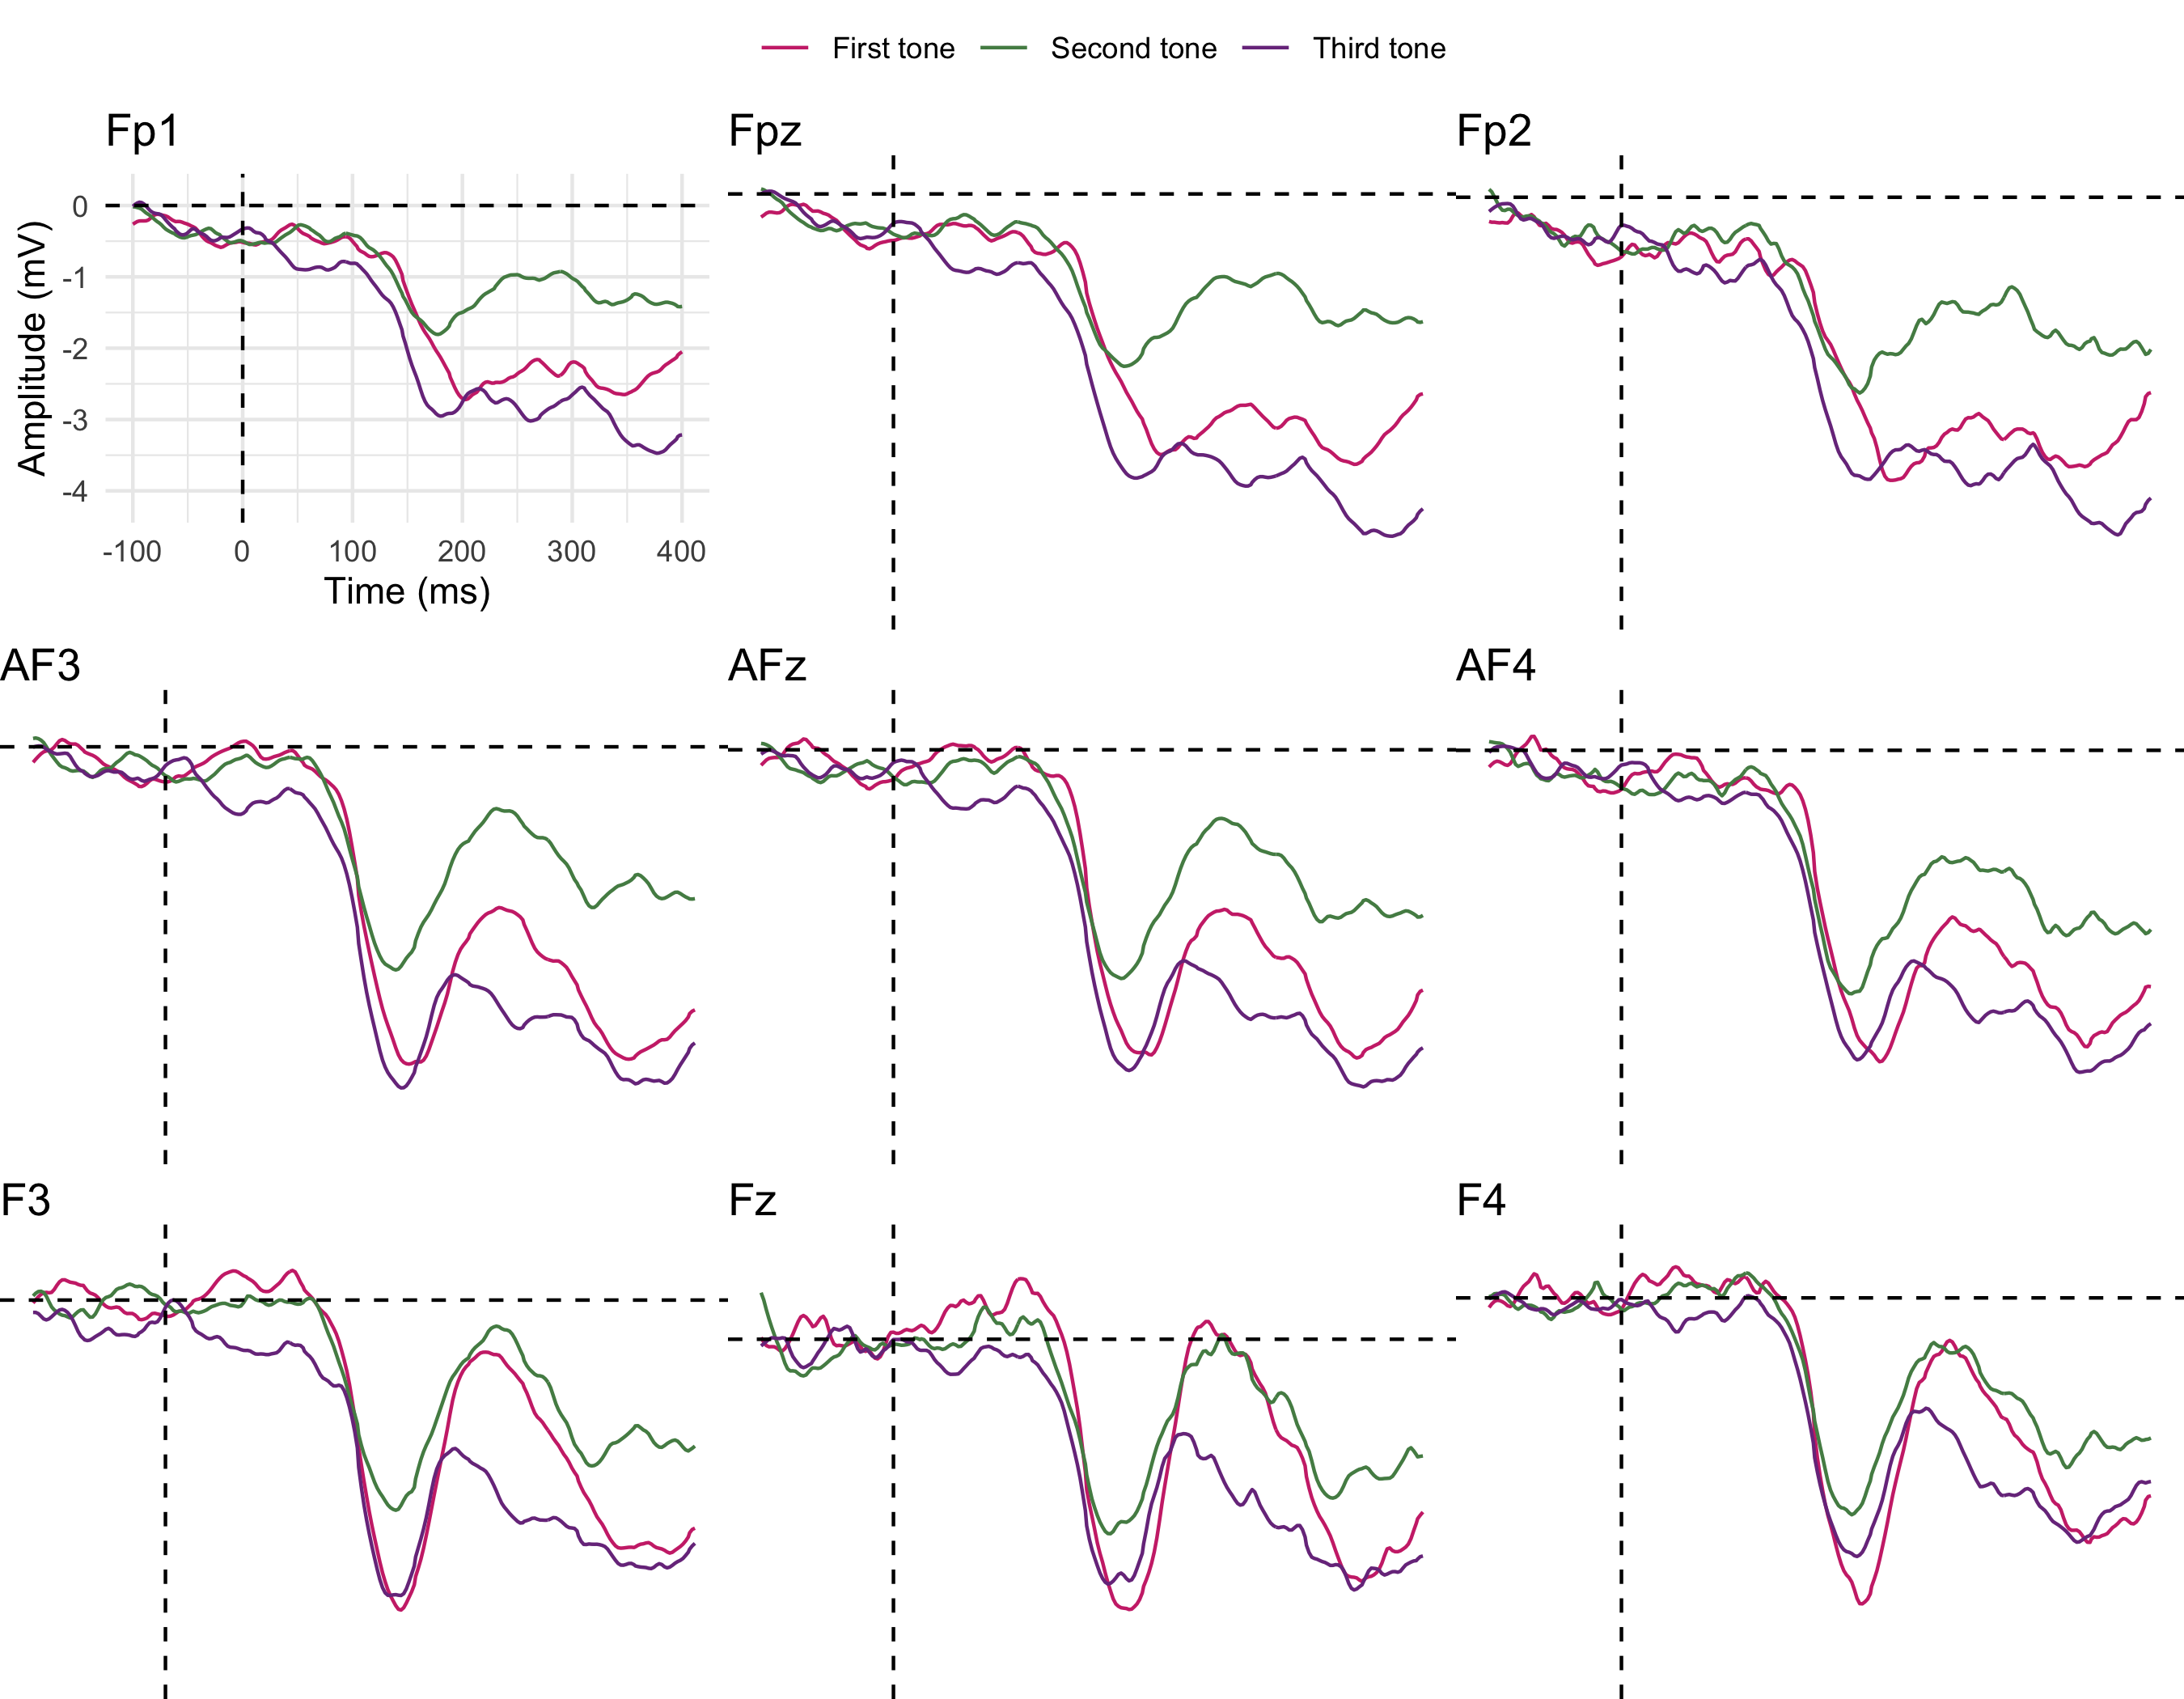 First tone Second tone Third tone
Fp1 Fpz Fp2
Amplitude (mV)
0
-1
-2
-3
-4
-100 0 100 200 300 400
Time (ms)
AF3 AFz AF4
F3 Fz F4